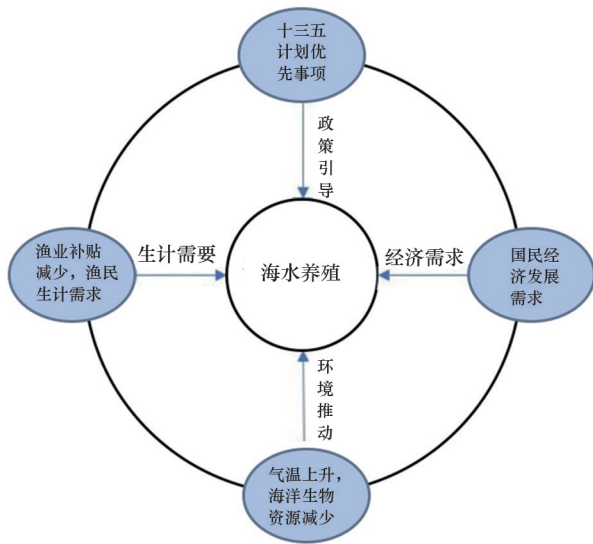 十三五
计划优
先事项
政
策
引
导
渔业补贴
减少，渔民
生计需求
生计需要
海水养殖
经济需求
国民经
济发展
需求
环
境
推
动
气温上升，
海洋生物
资源减少